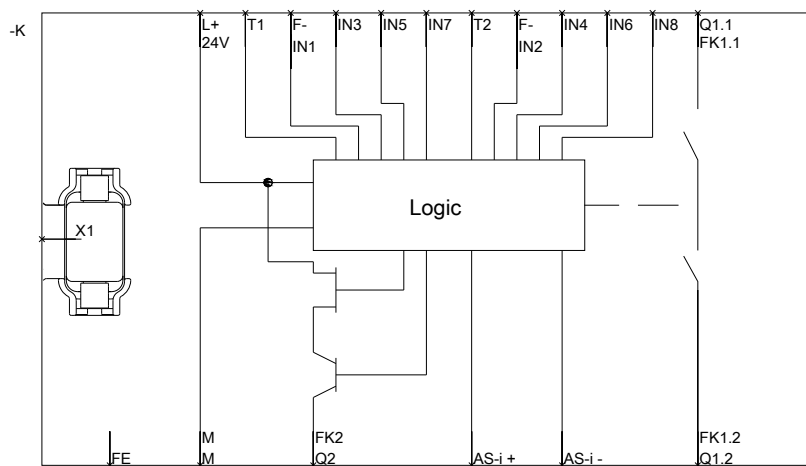 -K
L+ T1 F- IN3 IN5 IN7 T2 F- IN4 IN6 IN8 Q1.1
24V IN1 IN2 FK1.1
Logic
X1
M FK2 FK1.2
FE M Q2 AS-i + AS-i - Q1.2